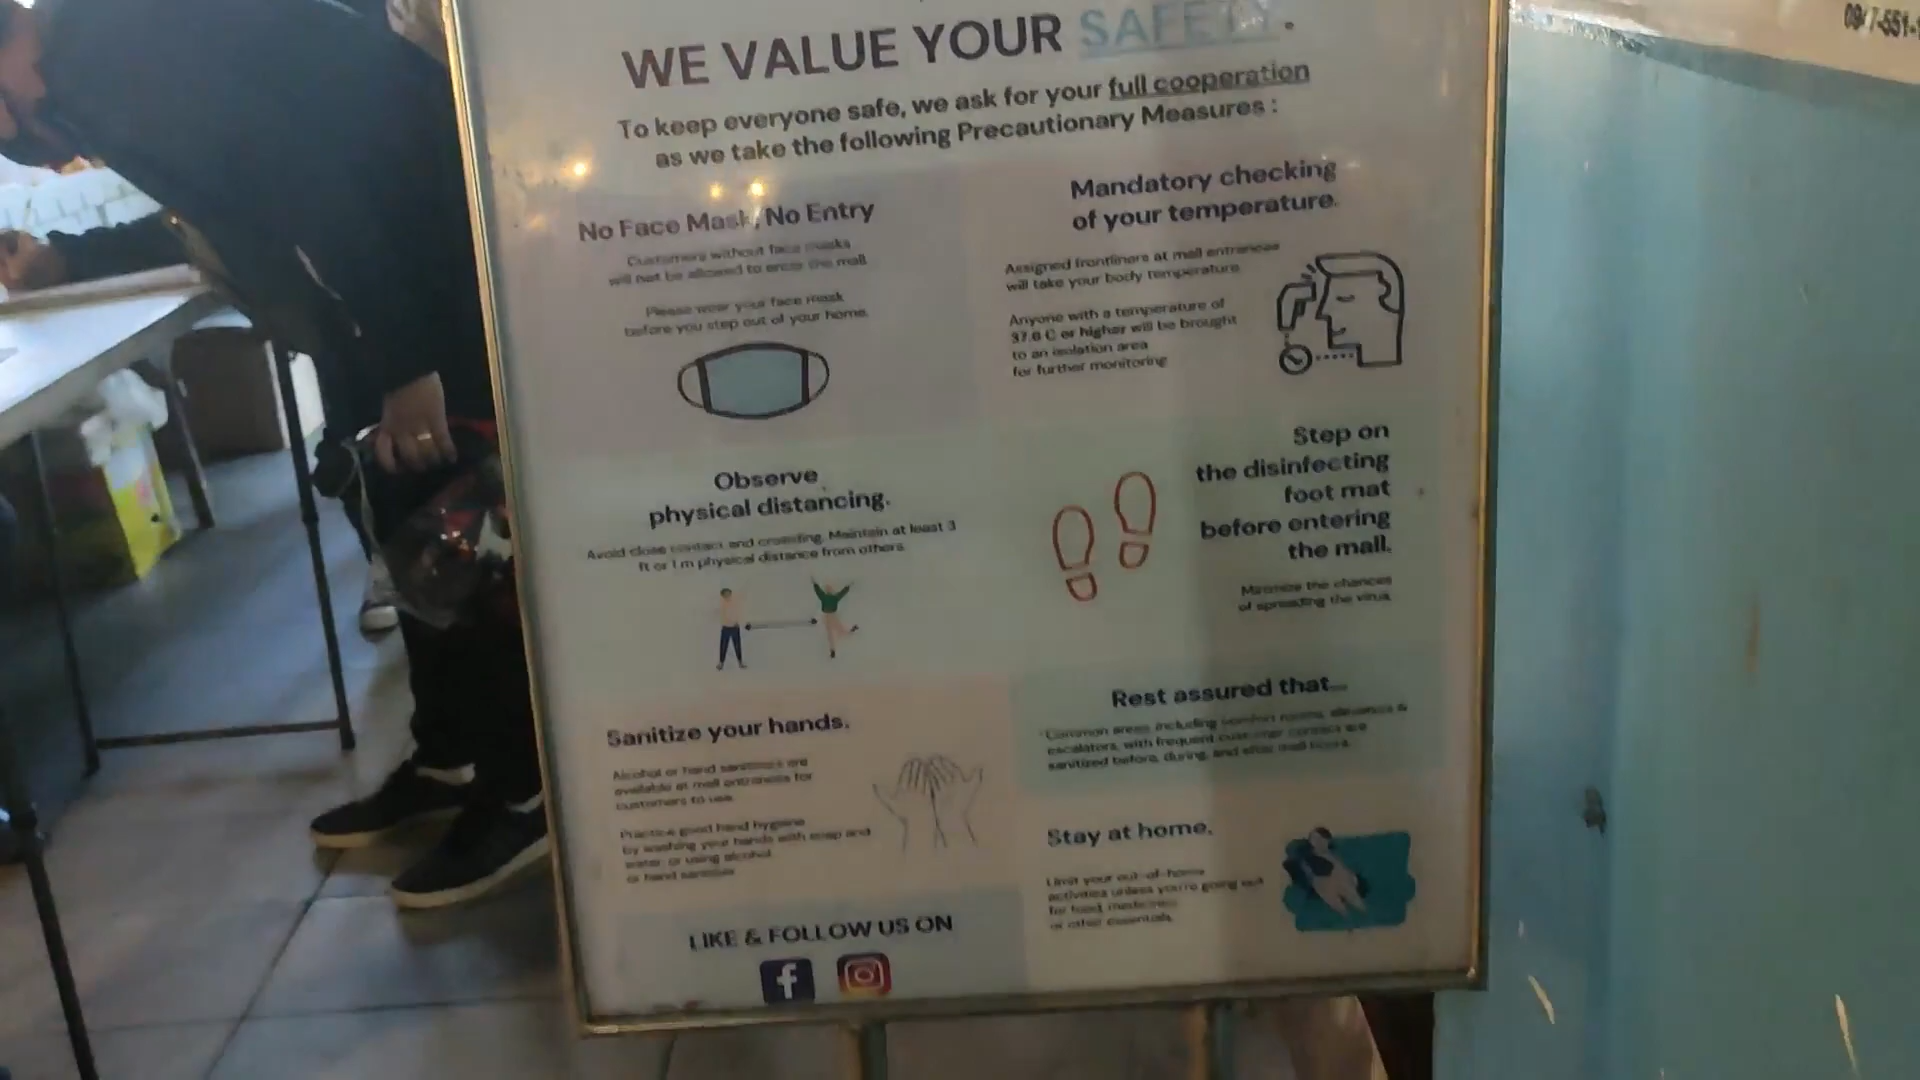 WE VALUE YOUR SAFETY.
To keep everyone safe, we ask for your full cooperation
as we take the following Precautionary Measures :
No Face Mask, No Entry
Customers without face masks
will not be allowed to enter the mall
Please wear your face mask
before you step out of your home.
Mandatory checking
of your temperature.
Assigned frontliners at mall entrances
will take your body temperature
Anyone with a temperature of
37.8 C or higher will be brought
to an isolation area
for further monitoring
Observe
physical distancing.
Avoid close contact and crowding. Maintain at least 3
ft or 1 m physical distance from others.
Step on
the disinfecting
foot mat
before entering
the mall.
Minimize the chances
of spreading the virus.
Sanitize your hands.
Alcohol or hand sanitizers are
available at mall entrances for
customers to use.
Practice good hand hygiene
by washing your hands with soap and
water or using alcohol
or hand sanitizer
Rest assured that...
Common areas including comfort rooms, elevators &
escalators, with frequent customer contact are
sanitized before, during, and after mall hours.
Stay at home.
Limit your out-of-home
activities unless you're going out
for food, medicines
or other essentials.
LIKE & FOLLOW US ON